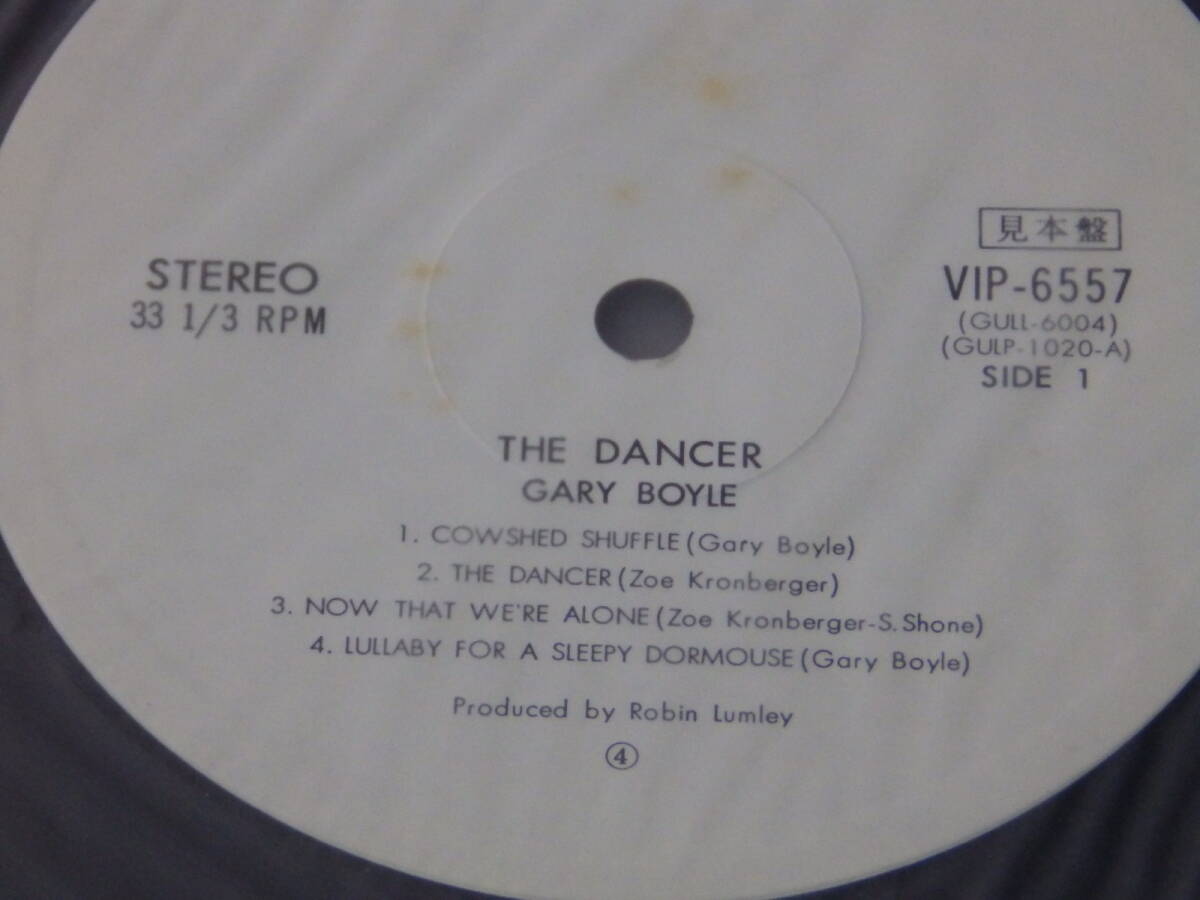 STEREO
33 1/3 RPM
見本盤
VIP-6557
(GULL-6004)
(GULP-1020-A)
SIDE 1
THE DANCER
GARY BOYLE
1. COWSHED SHUFFLE (Gary Boyle)
2. THE DANCER (Zoe Kronberger)
3. NOW THAT WE'RE ALONE (Zoe Kronberger-S. Shone)
4. LULLABY FOR A SLEEPY DORMOUSE (Gary Boyle)
Produced by Robin Lumley
④